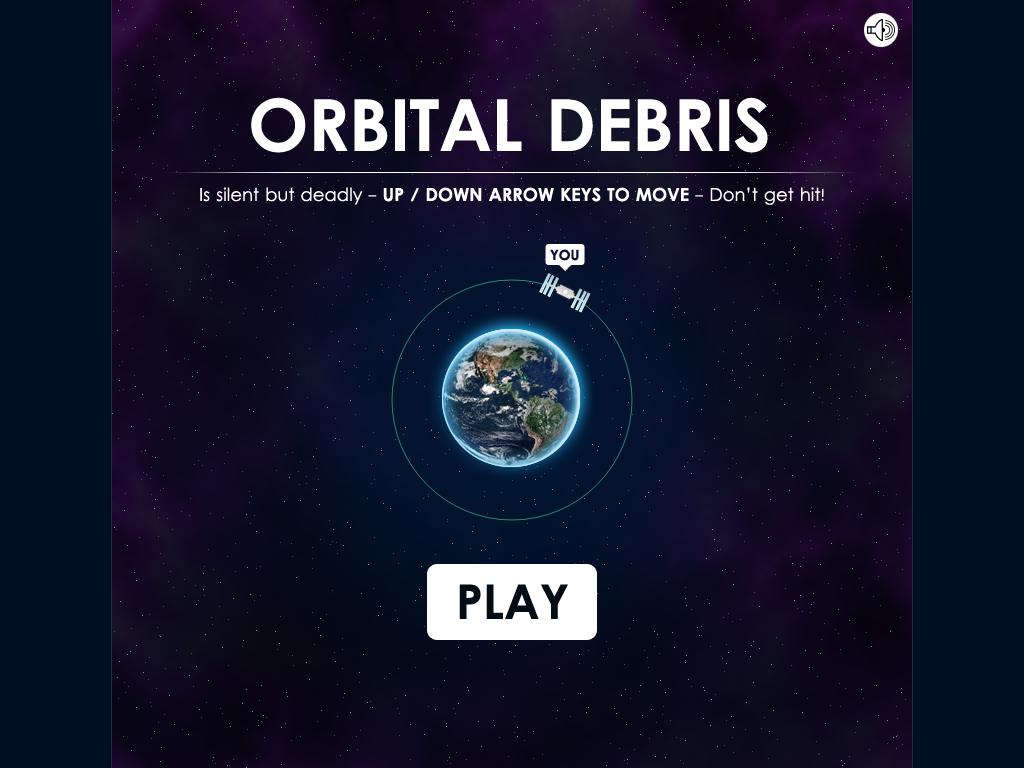 ORBITAL DEBRIS
Is silent but deadly – UP / DOWN ARROW KEYS TO MOVE – Don't get hit!
YOU
PLAY